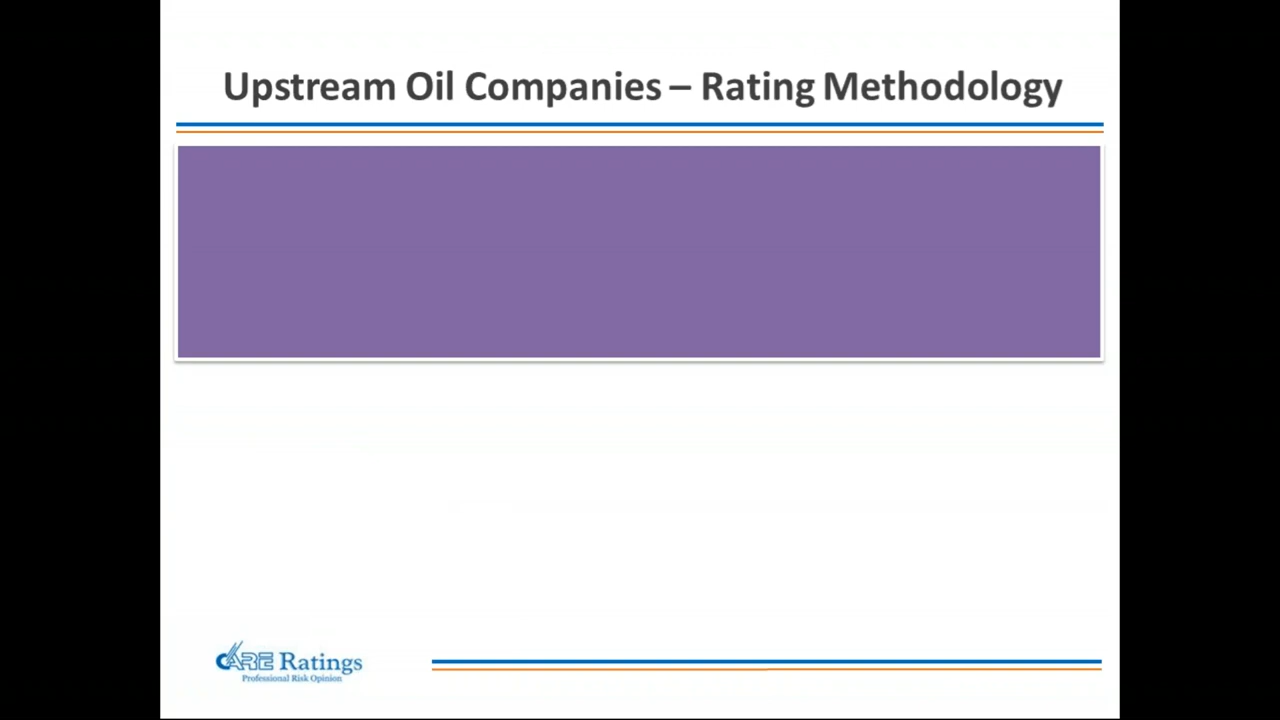 Upstream Oil Companies – Rating Methodology
CARE Ratings
Professional Risk Opinion